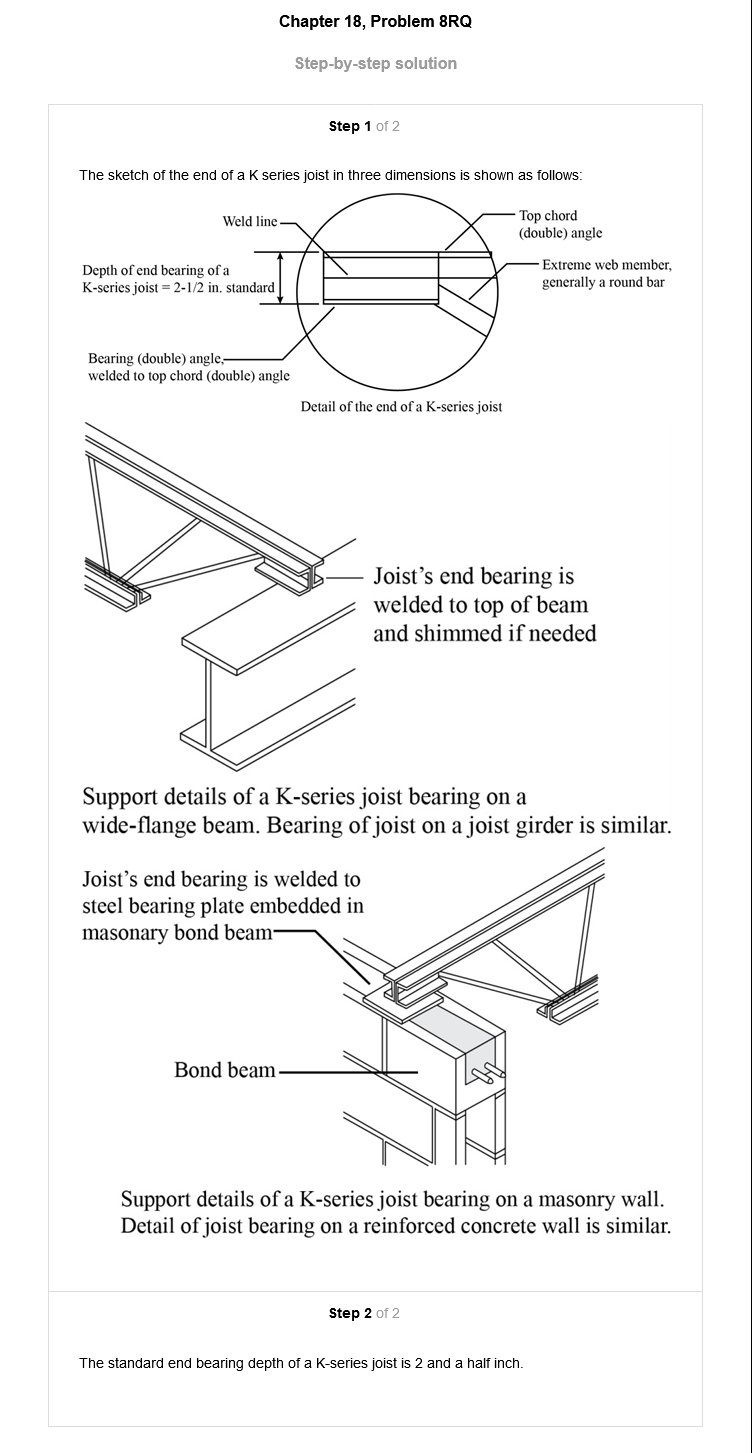 Chapter 18, Problem 8RQ
Step-by-step solution
Step 1 of 2
The sketch of the end of a K series joist in three dimensions is shown as follows:
Weld line
Top chord
(double) angle
Depth of end bearing of a
K-series joist = 2-1/2 in. standard
Extreme web member,
generally a round bar
Bearing (double) angle,
welded to top chord (double) angle
Detail of the end of a K-series joist
Joist's end bearing is
welded to top of beam
and shimmed if needed
Support details of a K-series joist bearing on a
wide-flange beam. Bearing of joist on a joist girder is similar.
Joist's end bearing is welded to
steel bearing plate embedded in
masonary bond beam
Bond beam
Support details of a K-series joist bearing on a masonry wall.
Detail of joist bearing on a reinforced concrete wall is similar.
Step 2 of 2
The standard end bearing depth of a K-series joist is 2 and a half inch.